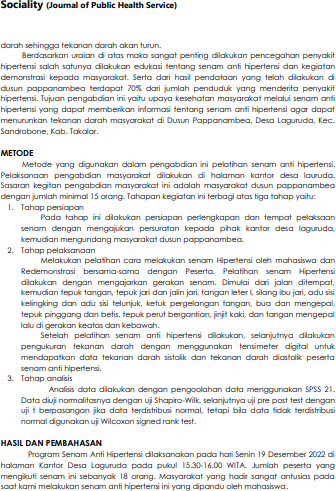 Sociality (Journal of Public Health Service)
darah sehingga tekanan darah akan turun.
Berdasarkan uraian di atas maka sangat penting dilakukan pencegahan penyakit
hipertensi salah satunya dilakukan edukasi tentang senam anti hipertensi dan kegiatan
demonstrasi kepada masyarakat. Serta dari hasil pendataan yang telah dilakukan di
dusun pappanambea terdapat 70% dari jumlah penduduk yang menderita penyakit
hipertensi. Tujuan pengabdian ini yaitu upaya kesehatan masyarakat melalui senam anti
hipertensi yang dapat memberikan informasi tentang senam anti hipertensi agar dapat
menurunkan tekanan darah masyarakat di Dusun Pappanambea, Desa Laguruda, Kec.
Sandrobone, Kab. Takalar.
METODE
Metode yang digunakan dalam pengabdian ini pelatihan senam anti hipertensi.
Pelaksanaan pengabdian masyarakat dilakukan di halaman kantor desa lauruda.
Sasaran kegitan pengabdian masyarakat ini adalah masyarakat dusun pappanambea
dengan jumlah minimal 15 orang. Tahapan kegiatan ini terbagi atas tiga tahap yaitu:
1. Tahap persiapan
Pada tahap ini dilakukan persiapan perlengkapan dan tempat pelaksaan
senam dengan mengajukan persuratan kepada pihak kantor desa laguruda,
kemudian mengundang masyarakat dusun pappanambea.
2. Tahap pelaksanaan
Melakukan pelatihan cara melakukan senam Hipertensi oleh mahasiswa dan
Redemonstrasi bersama-sama dengan Peserta. Pelatihan senam Hipertensi
dilakukan dengan mengajarkan gerakan senam. Dimulai dari jalan ditempat,
kemudian tepuk tangan, tepuk jari dan jalin jari, tangan leter I, silang ibu jari, adu sisi
kelingking dan adu sisi telunjuk, ketuk pergelangan tangan, bua dan mengepal,
tepuk pinggang dan betis, tepuk perut bergantian, jinjit kaki, dan tangan mengepal
lalu di gerakan keatas dan kebawah.
Setelah pelatihan senam anti hipertensi dilakukan, selanjutnya dilakukan
pengukuran tekanan darah dengan menggunakan tensimeter digital untuk
mendapatkan data tekanan darah sistolik dan tekanan darah diastolik peserta
senam anti hipertensi.
3. Tahap analisis
Analisis data dilakukan dengan pengoolahan data menggunakan SPSS 21.
Data diuji normalitasnya dengan uji Shapiro-Wilk, selanjutnya uji pre post test dengan
uji t berpasangan jika data terdistribusi normal, tetapi bila data tidak terdistribusi
normal digunakan uji Wilcoxon signed rank test.
HASIL DAN PEMBAHASAN
Program Senam Anti Hipertensi dilaksanakan pada hari Senin 19 Desember 2022 di
halaman Kantor Desa Laguruda pada pukul 15.30-16.00 WITA. Jumlah peserta yang
mengikuti senam ini sebanyak 18 orang. Masyarakat yang hadir sangat antusias pada
saat kami melakukan senam anti hipertensi ini yang dipandu oleh mahasiswa.